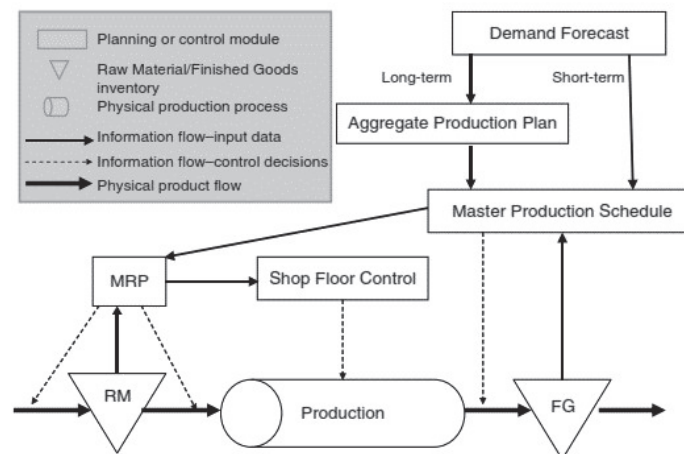 Planning or control module
Raw Material/Finished Goods
inventory
Physical production process
Information flow–input data
Information flow–control decisions
Physical product flow
Demand Forecast
Long-term
Short-term
Aggregate Production Plan
Master Production Schedule
MRP
Shop Floor Control
RM
Production
FG